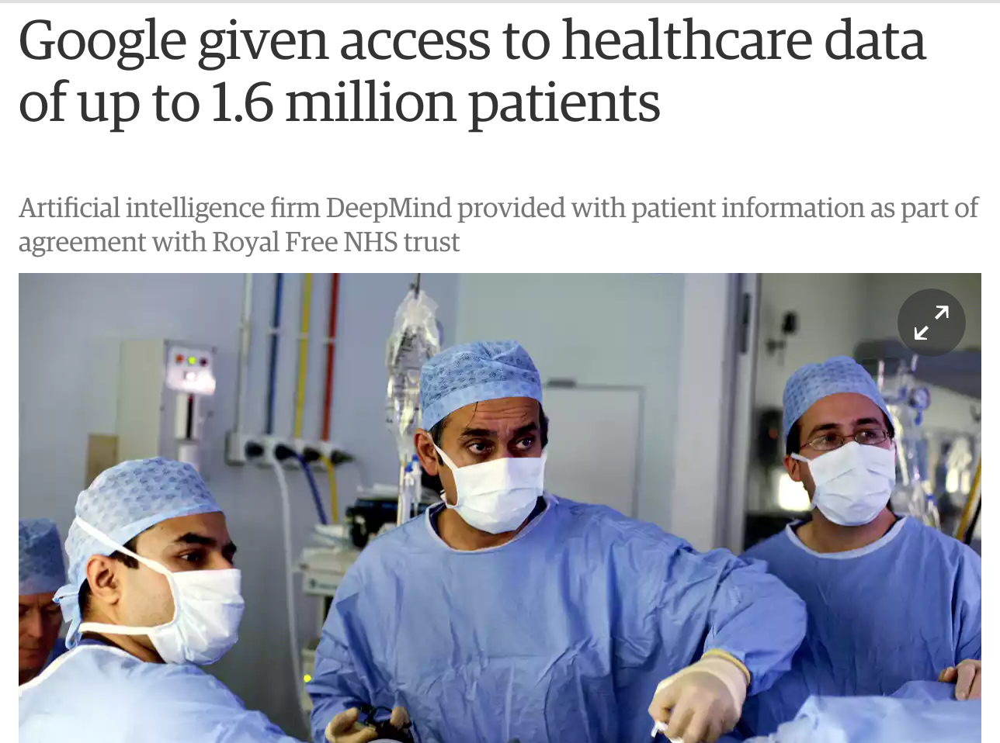 Google given access to healthcare data
of up to 1.6 million patients
Artificial intelligence firm DeepMind provided with patient information as part of
agreement with Royal Free NHS trust